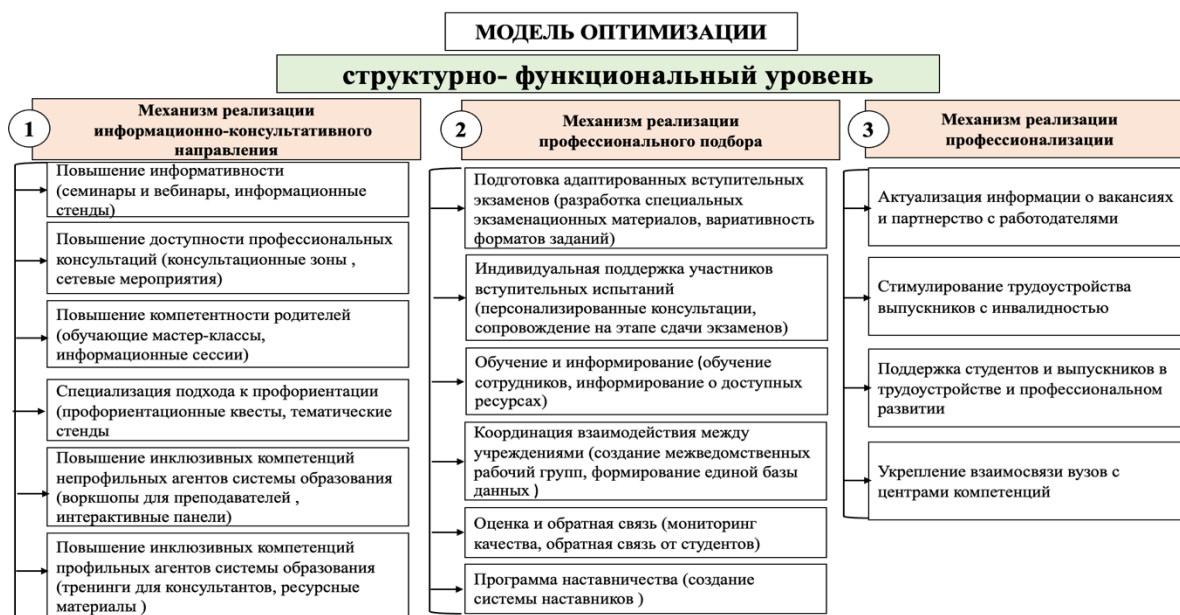 МОДЕЛЬ ОПТИМИЗАЦИИ
структурно- функциональный уровень
1
Механизм реализации
информационно-консультативного
направления
Повышение информативности
(семинары и вебинары, информационные
стенды)
Повышение доступности профессиональных
консультаций (консультационные зоны ,
сетевые мероприятия)
Повышение компетентности родителей
(обучающие мастер-классы,
информационные сессии)
Специализация подхода к профориентации
(профориентационные квесты, тематические
стенды
Повышение инклюзивных компетенций
непрофильных агентов системы образования
(воркшопы для преподавателей ,
интерактивные панели)
Повышение инклюзивных компетенций
профильных агентов системы образования
(тренинги для консультантов, ресурсные
материалы )
2
Механизм реализации
профессионального подбора
Подготовка адаптированных вступительных
экзаменов (разработка специальных
экзаменационных материалов, вариативность
форматов заданий)
Индивидуальная поддержка участников
вступительных испытаний
(персонализированные консультации,
сопровождение на этапе сдачи экзаменов)
Обучение и информирование (обучение
сотрудников, информирование о доступных
ресурсах)
Координация взаимодействия между
учреждениями (создание межведомственных
рабочий групп, формирование единой базы
данных )
Оценка и обратная связь (мониторинг
качества, обратная связь от студентов)
Программа наставничества (создание
системы наставников )
3
Механизм реализации
профессионализации
Актуализация информации о вакансиях
и партнерство с работодателями
Стимулирование трудоустройства
выпускников с инвалидностью
Поддержка студентов и выпускников в
трудоустройстве и профессиональном
развитии
Укрепление взаимосвязи вузов с
центрами компетенций